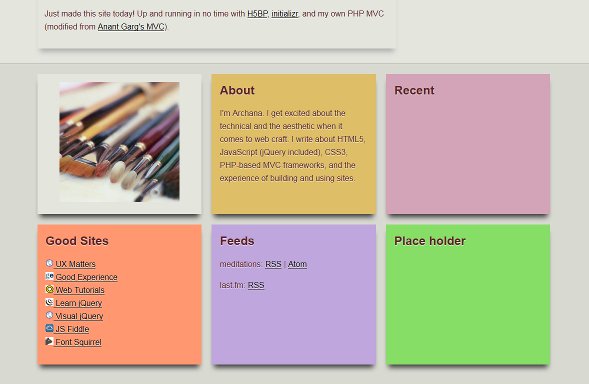 Just made this site today! Up and running in no time with H5BP, initializr, and my own PHP MVC
(modified from Anant Garg's MVC).
About
I'm Archana. I get excited about the
technical and the aesthetic when it
comes to web craft. I write about HTML5,
JavaScript (jQuery included), CSS3,
PHP-based MVC frameworks, and the
experience of building and using sites.
Recent
Good Sites
UX Matters
Good Experience
Web Tutorials
Learn jQuery
Visual jQuery
JS Fiddle
Font Squirrel
Feeds
meditations: RSS | Atom
last.fm: RSS
Place holder